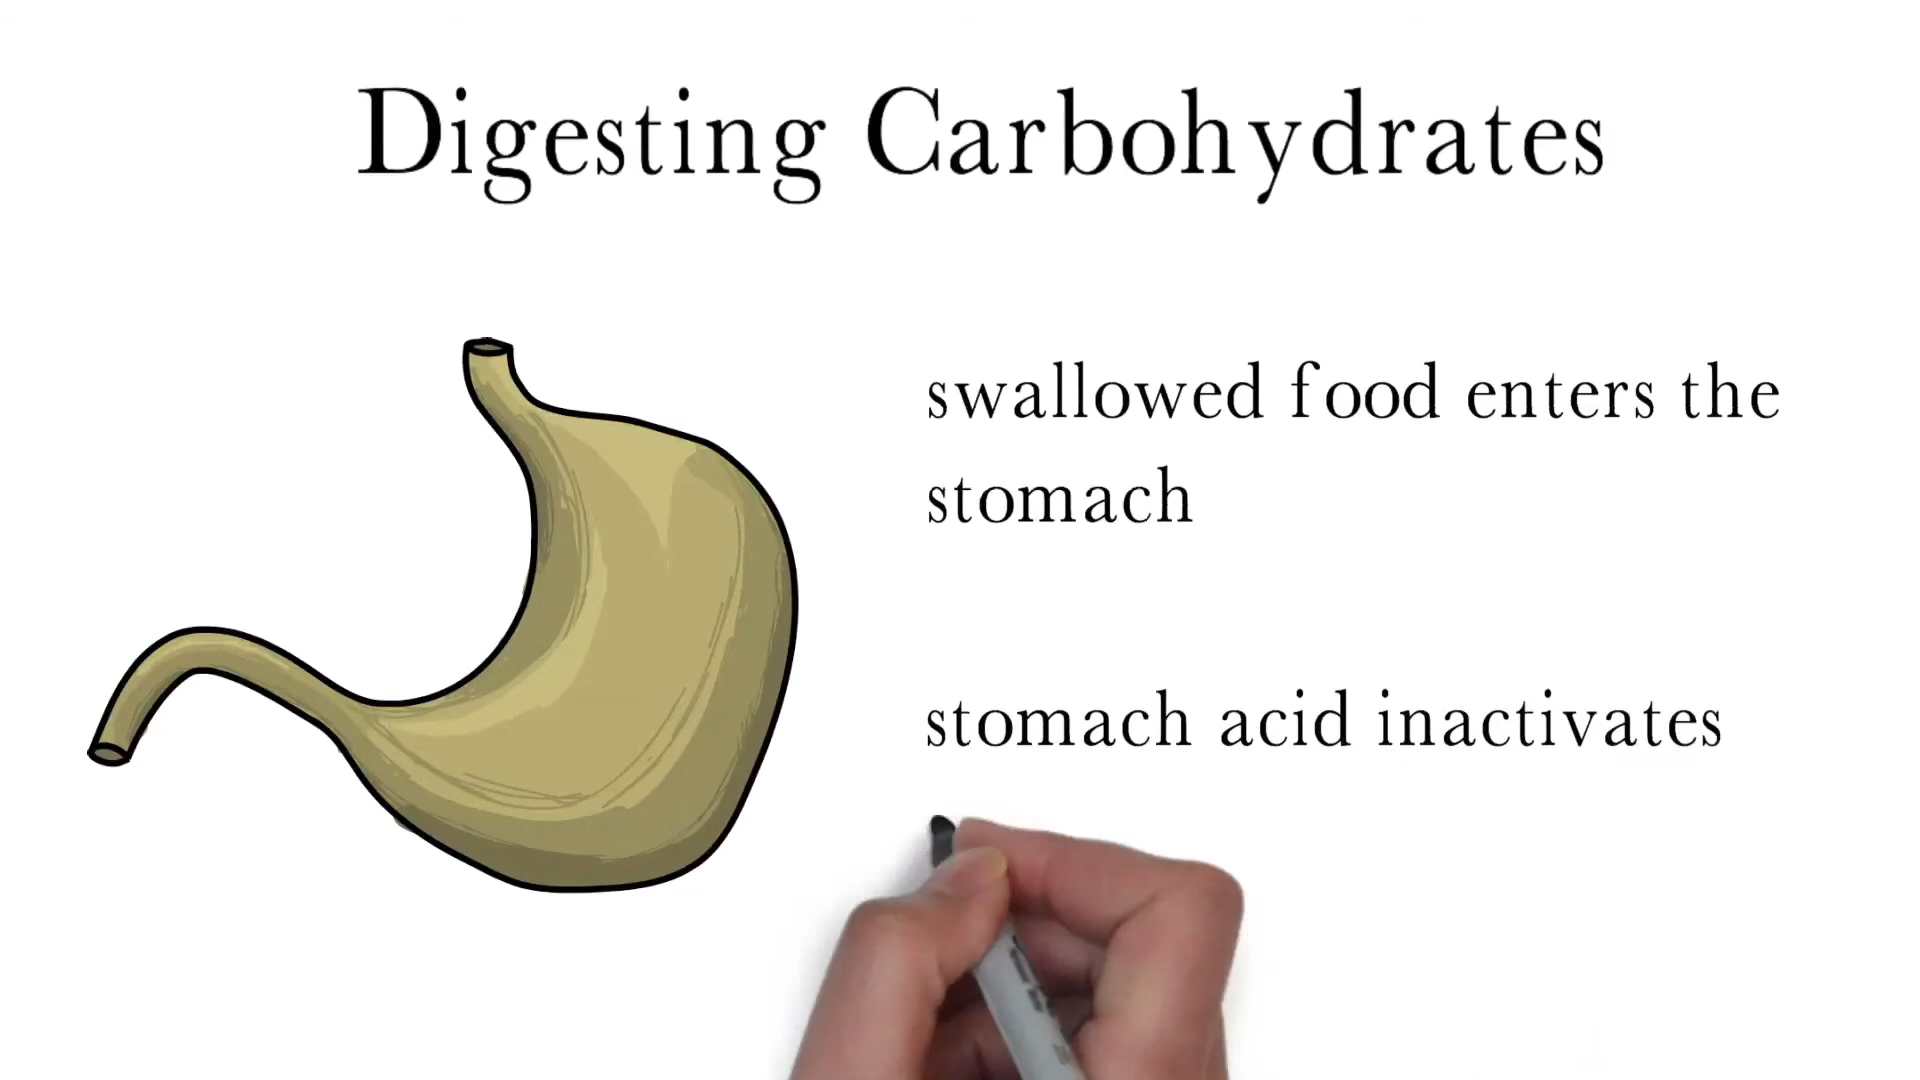 Digesting Carbohydrates
swallowed food enters the
stomach
stomach acid inactivates